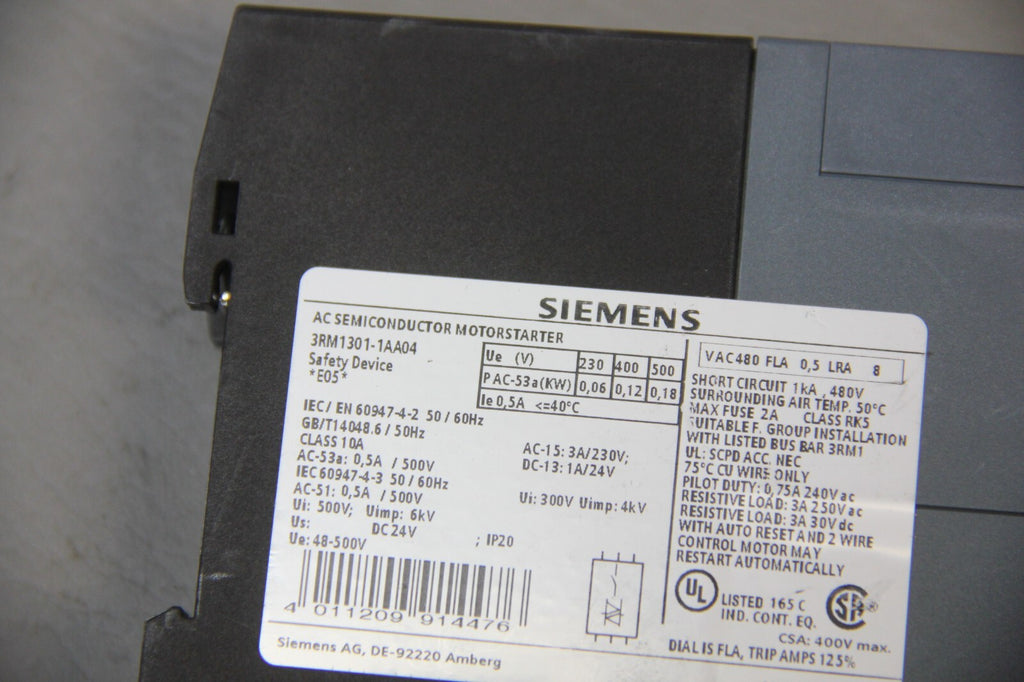 SIEMENS
AC SEMICONDUCTOR MOTORSTARTER
3RM1301-1AA04
Safety Device
*E05*
Ue (V) 230 400 500
P AC-53a(KW) 0,06 0,12 0,18
Ie 0,5A <=40°C
IEC/ EN 60947-4-2 50/60Hz
GB/T14048.6/50Hz
CLASS 10A
AC-53a: 0,5A /500V
IEC60947-4-3 50/60Hz
AC-51: 0,5A /500V
Ui: 500V; Uimp: 6kV
Us: DC24V
Ue: 48-500V ; IP20
AC-15: 3A/230V;
DC-13: 1A/24V
Ui: 300V Uimp: 4kV
4 011209 914476
Siemens AG, DE-92220 Amberg
VAC480 FLA 0,5 LRA 8
SHORT CIRCUIT 1kA , 480V
SURROUNDING AIR TEMP. 50°C
MAX FUSE 2A CLASS RK5
SUITABLE F. GROUP INSTALLATION
WITH LISTED BUS BAR 3RM1
UL: SCPD ACC. NEC
75°C CU WIRE ONLY
PILOT DUTY: 0,75A 240V ac
RESISTIVE LOAD: 3A 250V ac
RESISTIVE LOAD: 3A 30V dc
WITH AUTO RESET AND 2 WIRE
CONTROL MOTOR MAY
RESTART AUTOMATICALLY
UL LISTED 165 C
IND. CONT. EQ.
SP ®
CSA: 400V max.
DIAL IS FLA, TRIP AMPS 125%